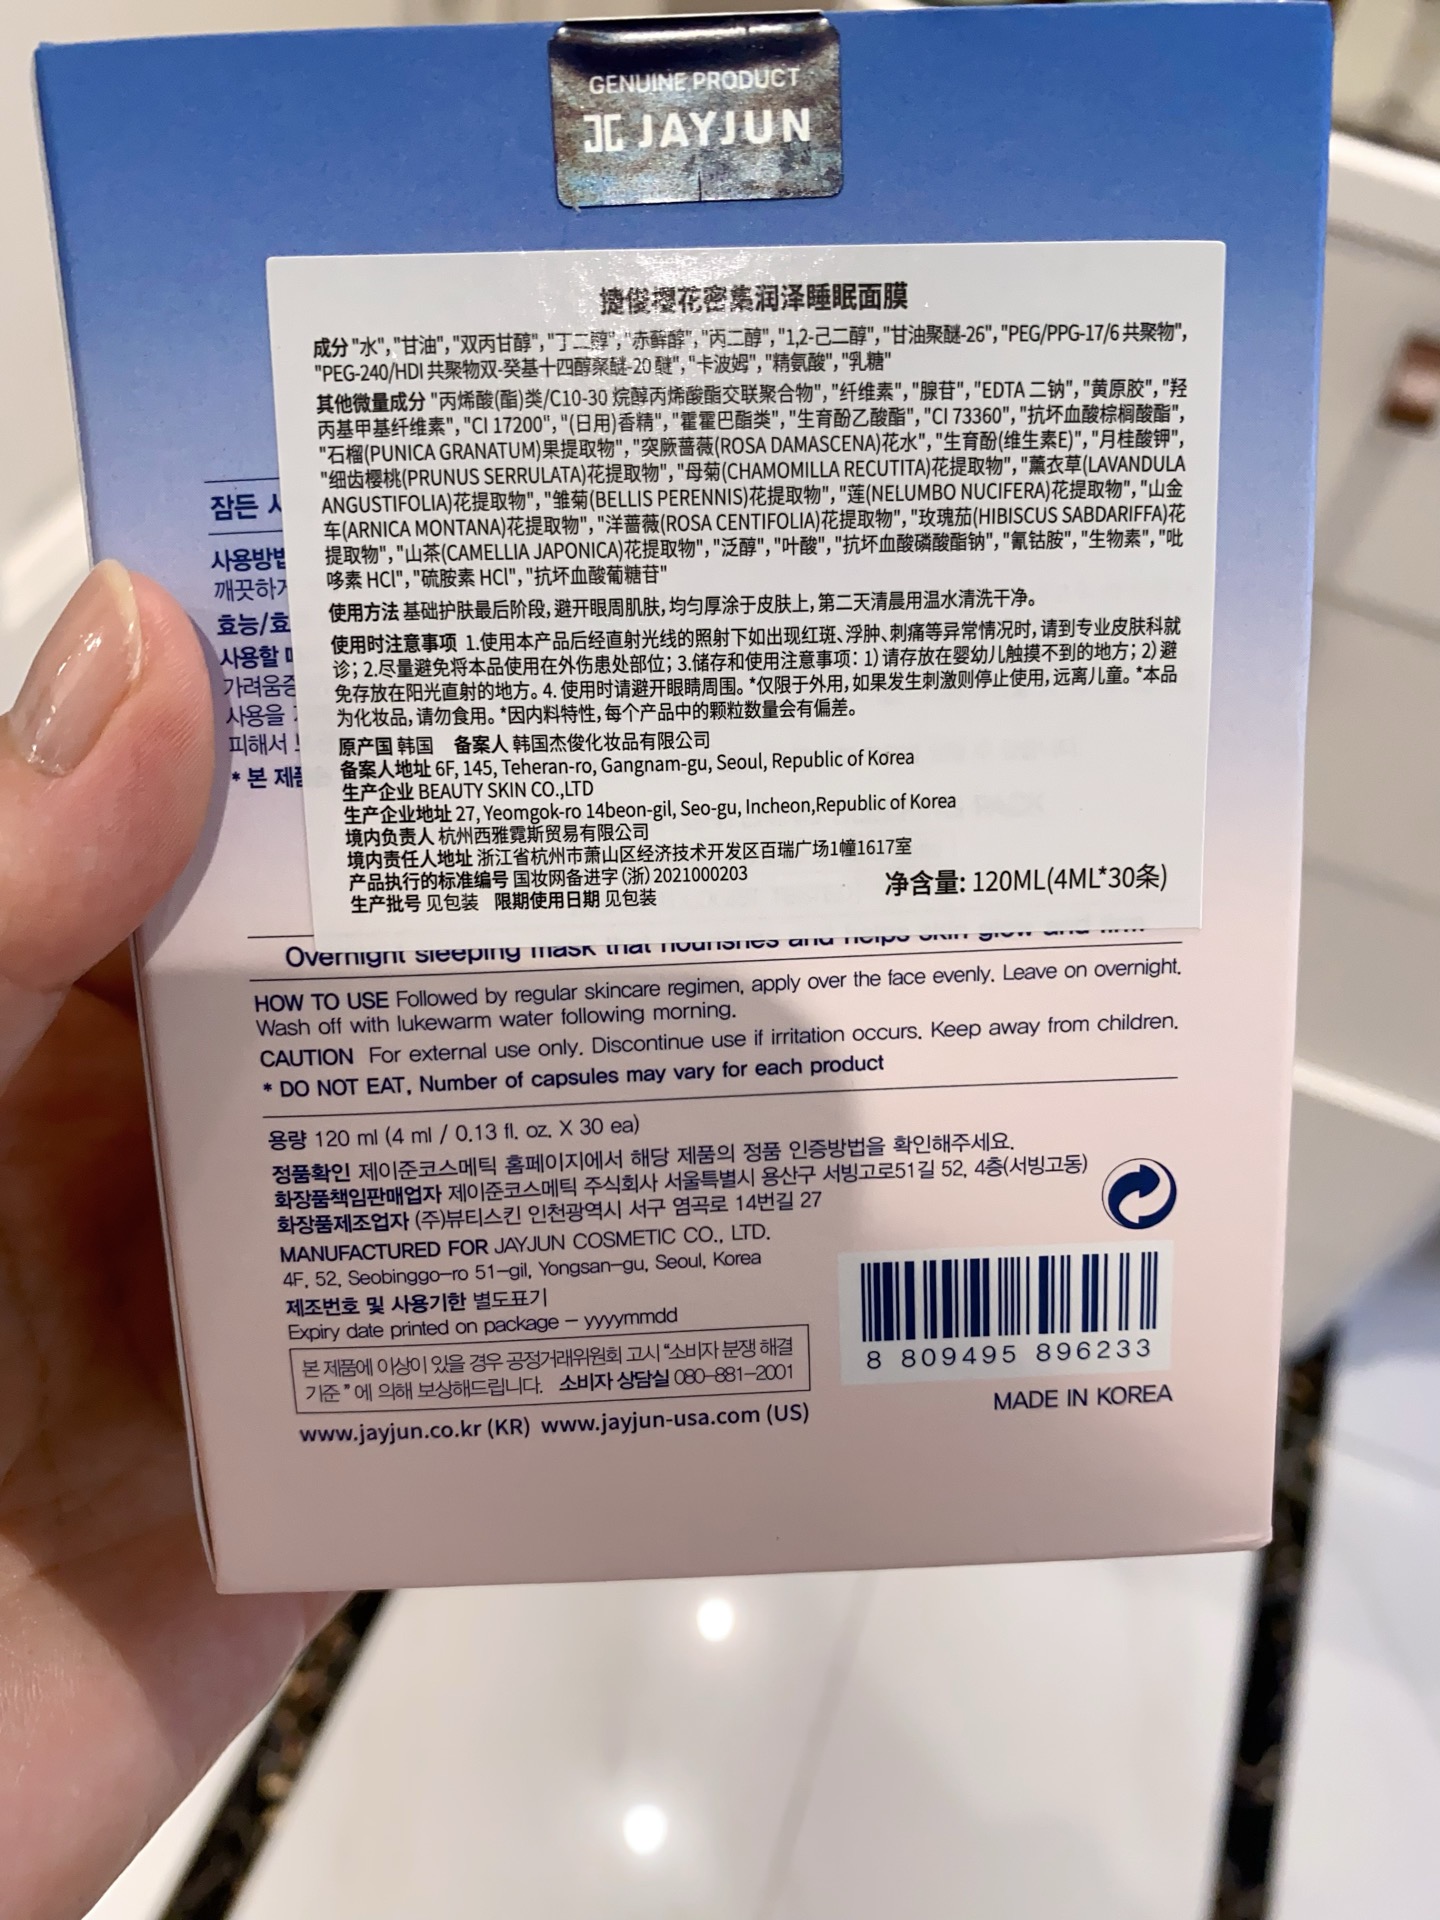 GENUINE PRODUCT
JAYJUN
捷俊樱花密集润泽睡眠面膜
成分 "水","甘油","双丙甘醇","丁二醇","赤藓醇","丙二醇","1,2-己二醇","甘油聚醚-26","PEG/PPG-17/6 共聚物",
"PEG-240/HDI 共聚物双-癸基十四醇聚醚-20 醚","卡波姆","精氨酸","乳糖"
其他微量成分 "丙烯酸(酯)类/C10-30 烷醇丙烯酸酯交联聚合物","纤维素","腺苷","EDTA 二钠","黄原胶","羟
丙基甲基纤维素","CI 17200","(日用)香精","霍霍巴酯类","生育酚乙酸酯","CI 73360","抗坏血酸棕榈酸酯",
"石榴(PUNICA GRANATUM)果提取物","突厥蔷薇(ROSA DAMASCENA)花水","生育酚(维生素E)","月桂酸钾",
"细齿樱桃(PRUNUS SERRULATA)花提取物","母菊(CHAMOMILLA RECUTITA)花提取物","薰衣草(LAVANDULA
ANGUSTIFOLIA)花提取物","雏菊(BELLIS PERENNIS)花提取物","莲(NELUMBO NUCIFERA)花提取物","山金
车(ARNICA MONTANA)花提取物","洋蔷薇(ROSA CENTIFOLIA)花提取物","玫瑰茄(HIBISCUS SABDARIFFA)花
提取物","山茶(CAMELLIA JAPONICA)花提取物","泛醇","叶酸","抗坏血酸磷酸酯钠","氰钴胺","生物素","吡
哆素 HCl","硫胺素 HCl","抗坏血酸葡糖苷"
使用方法 基础护肤最后阶段,避开眼周肌肤,均匀厚涂于皮肤上,第二天清晨用温水清洗干净。
使用时注意事项 1.使用本产品后经直射光线的照射下如出现红斑、浮肿、刺痛等异常情况时,请到专业皮肤科就
诊；2.尽量避免将本品使用在外伤患处部位；3.储存和使用注意事项：1) 请存放在婴幼儿触摸不到的地方；2) 避
免存放在阳光直射的地方。4. 使用时请避开眼睛周围。*仅限于外用,如果发生刺激则停止使用,远离儿童。*本品
为化妆品,请勿食用。*因内料特性,每个产品中的颗粒数量会有偏差。
原产国 韩国 备案人 韩国杰俊化妆品有限公司
备案人地址 6F, 145, Teheran-ro, Gangnam-gu, Seoul, Republic of Korea
生产企业 BEAUTY SKIN CO.,LTD
生产企业地址 27, Yeomgok-ro 14beon-gil, Seo-gu, Incheon,Republic of Korea
境内负责人 杭州西雅霓斯贸易有限公司
境内责任人地址 浙江省杭州市萧山区经济技术开发区百瑞广场1幢1617室
产品执行的标准编号 国妆网备进字 (浙) 2021000203
生产批号 见包装 限期使用日期 见包装
净含量: 120ML(4ML*30条)
잠든
사용방법
깨끗하게
효능/효
사용할 때
가려움증
사용을
피해서
* 본 제품
Overnight sleeping mask that nourishes and helps skin glow and firm
HOW TO USE Followed by regular skincare regimen, apply over the face evenly. Leave on overnight.
Wash off with lukewarm water following morning.
CAUTION For external use only. Discontinue use if irritation occurs. Keep away from children.
* DO NOT EAT, Number of capsules may vary for each product
용량 120 ml (4 ml / 0.13 fl. oz. X 30 ea)
정품확인 제이준코스메틱 홈페이지에서 해당 제품의 정품 인증방법을 확인해주세요.
화장품책임판매업자 제이준코스메틱 주식회사 서울특별시 용산구 서빙고로51길 52, 4층(서빙고동)
화장품제조업자 (주)뷰티스킨 인천광역시 서구 염곡로 14번길 27
MANUFACTURED FOR JAYJUN COSMETIC CO., LTD.
4F, 52, Seobinggo-ro 51-gil, Yongsan-gu, Seoul, Korea
제조번호 및 사용기한 별도표기
Expiry date printed on package – yyyymmdd
본 제품에 이상이 있을 경우 공정거래위원회 고시 "소비자 분쟁 해결
기준" 에 의해 보상해드립니다. 소비자 상담실 080-881-2001
www.jayjun.co.kr (KR) www.jayjun-usa.com (US)
8 809495 896233
MADE IN KOREA